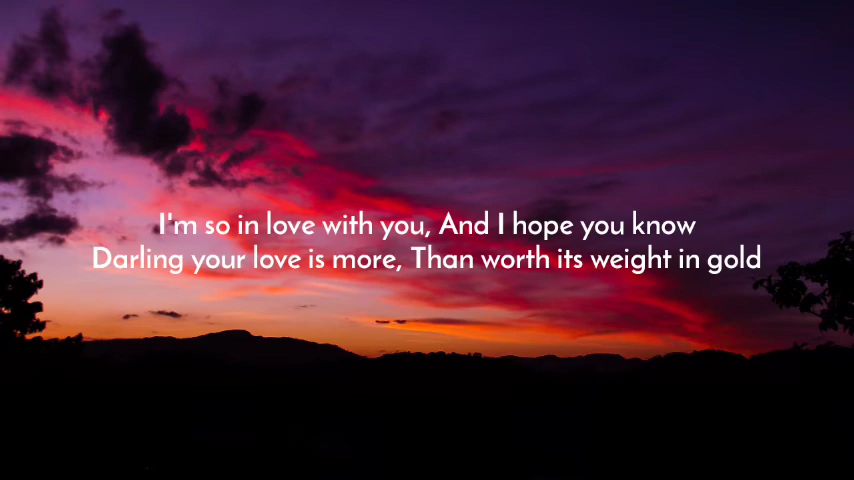 I'm so in love with you, And I hope you know
Darling your love is more, Than worth its weight in gold